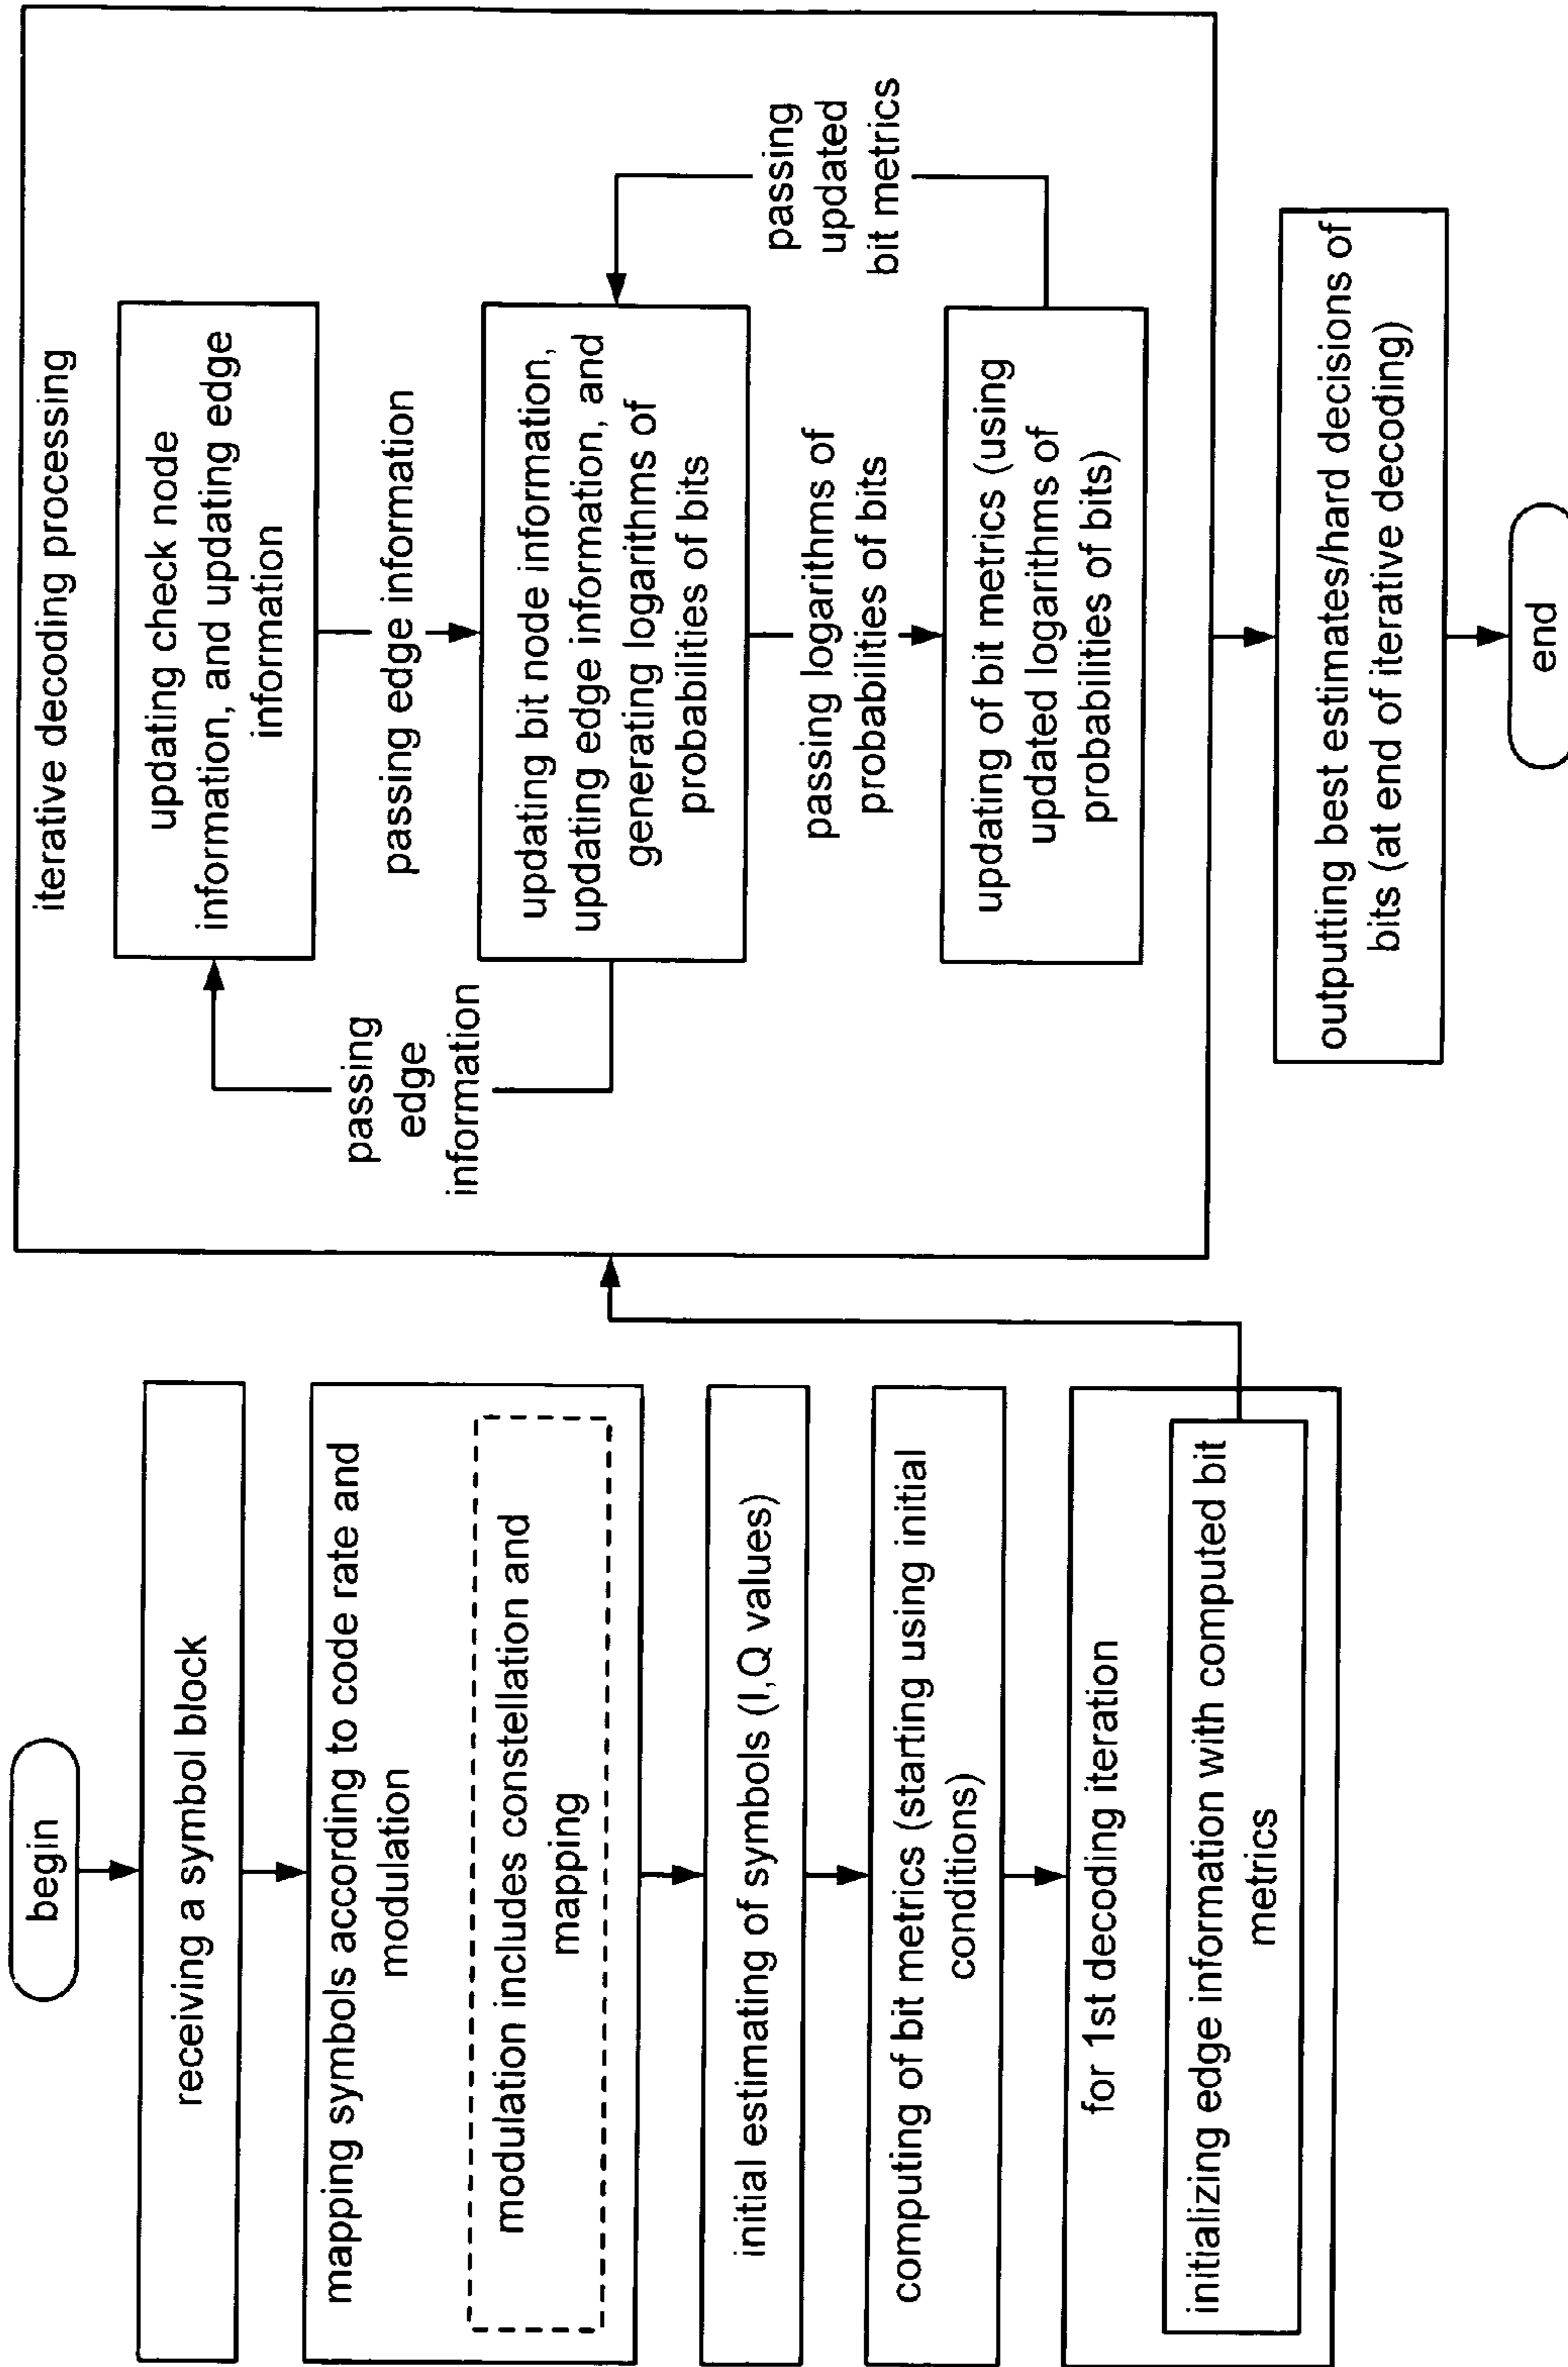 begin
receiving a symbol block
mapping symbols according to code rate and
modulation
modulation includes constellation and
mapping
initial estimating of symbols (I,Q values)
computing of bit metrics (starting using initial
conditions)
for 1st decoding iteration
initializing edge information with computed bit
metrics
iterative decoding processing
updating check node
information, and updating edge
information
passing
edge
information
passing edge information
updating bit node information,
updating edge information, and
generating logarithms of
probabilities of bits
passing logarithms of
probabilities of bits
passing
updated
bit metrics
updating of bit metrics (using
updated logarithms of
probabilities of bits)
outputting best estimates/hard decisions of
bits (at end of iterative decoding)
end